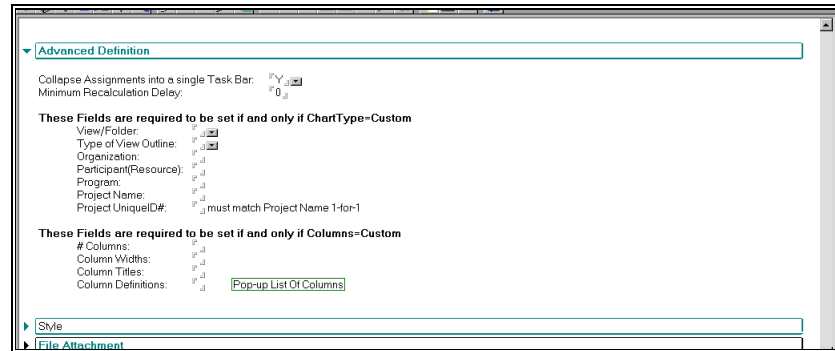 Advanced Definition
Collapse Assignments into a single Task Bar: Y
Minimum Recalculation Delay: 0
These Fields are required to be set if and only if ChartType=Custom
View/Folder:
Type of View Outline:
Organization:
Participant(Resource):
Program:
Project Name:
Project UniqueID#: must match Project Name 1-for-1
These Fields are required to be set if and only if Columns=Custom
# Columns:
Column Widths:
Column Titles:
Column Definitions: Pop-up List Of Columns
Style
File Attachment